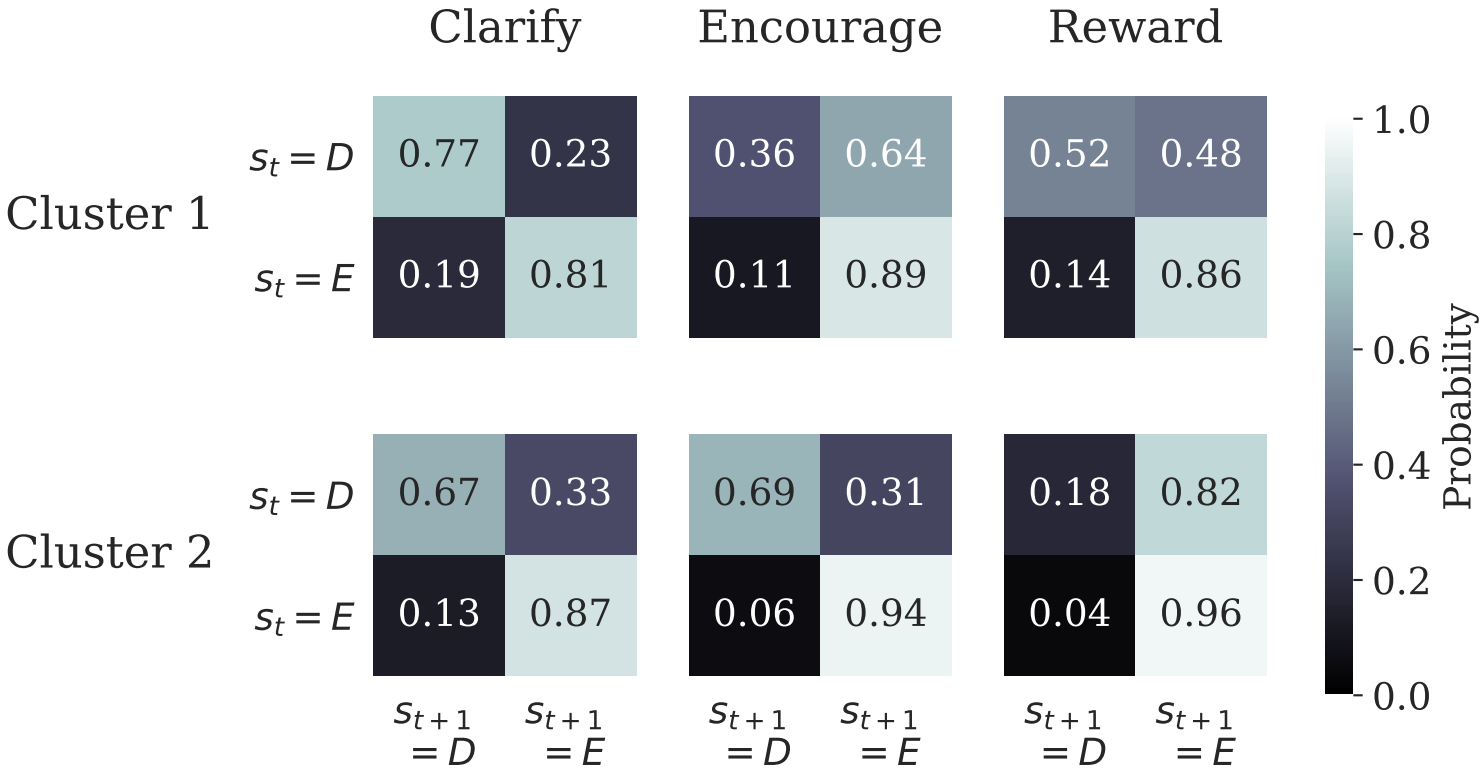 Clarify Encourage Reward
1.0
s_t = D 0.77 0.23 0.36 0.64 0.52 0.48
Cluster 1
0.8
s_t = E 0.19 0.81 0.11 0.89 0.14 0.86
0.6
Probability
0.4
s_t = D 0.67 0.33 0.69 0.31 0.18 0.82
Cluster 2
0.2
s_t = E 0.13 0.87 0.06 0.94 0.04 0.96
0.0
s_{t+1} s_{t+1} s_{t+1} s_{t+1} s_{t+1} s_{t+1}
= D = E = D = E = D = E